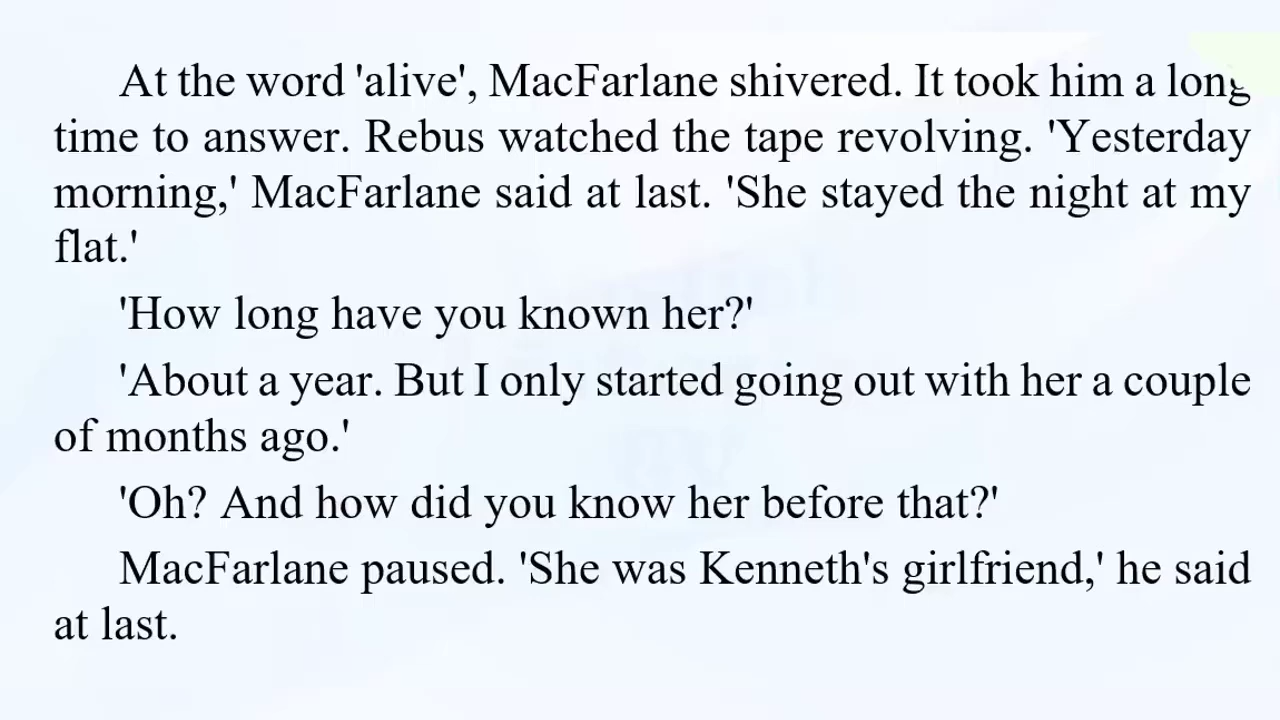 At the word 'alive', MacFarlane shivered. It took him a long
time to answer. Rebus watched the tape revolving. 'Yesterday
morning,' MacFarlane said at last. 'She stayed the night at my
flat.'
'How long have you known her?'
'About a year. But I only started going out with her a couple
of months ago.'
'Oh? And how did you know her before that?'
MacFarlane paused. 'She was Kenneth's girlfriend,' he said
at last.